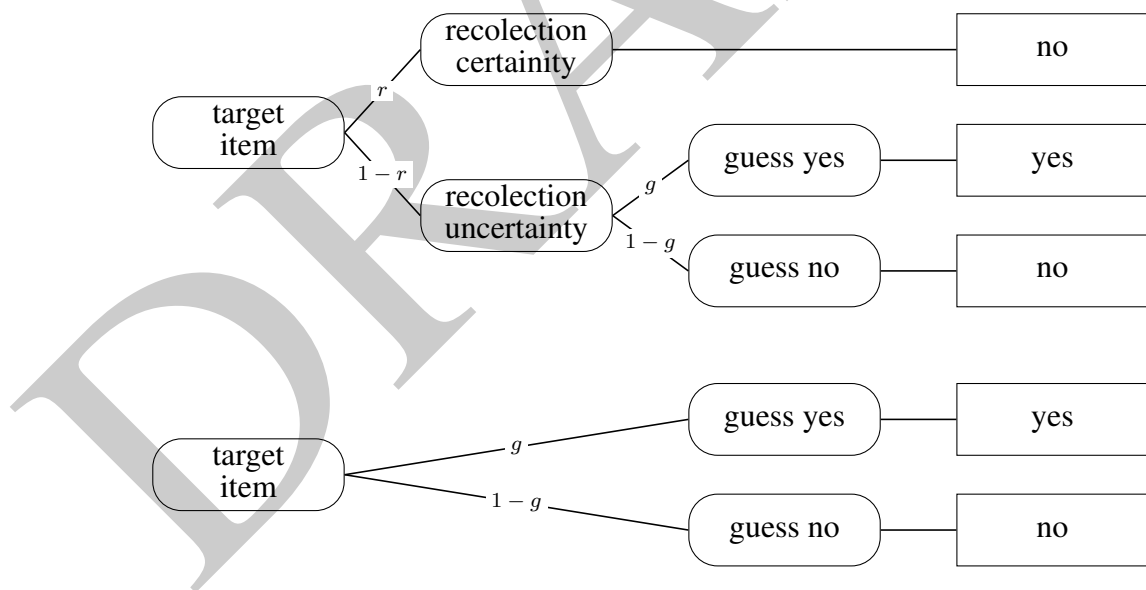 recolection
certainity
no
r
target
item
guess yes
yes
1 − r
recolection
uncertainty
g
1 − g
guess no
no
guess yes
yes
target
item
g
1 − g
guess no
no
DRA